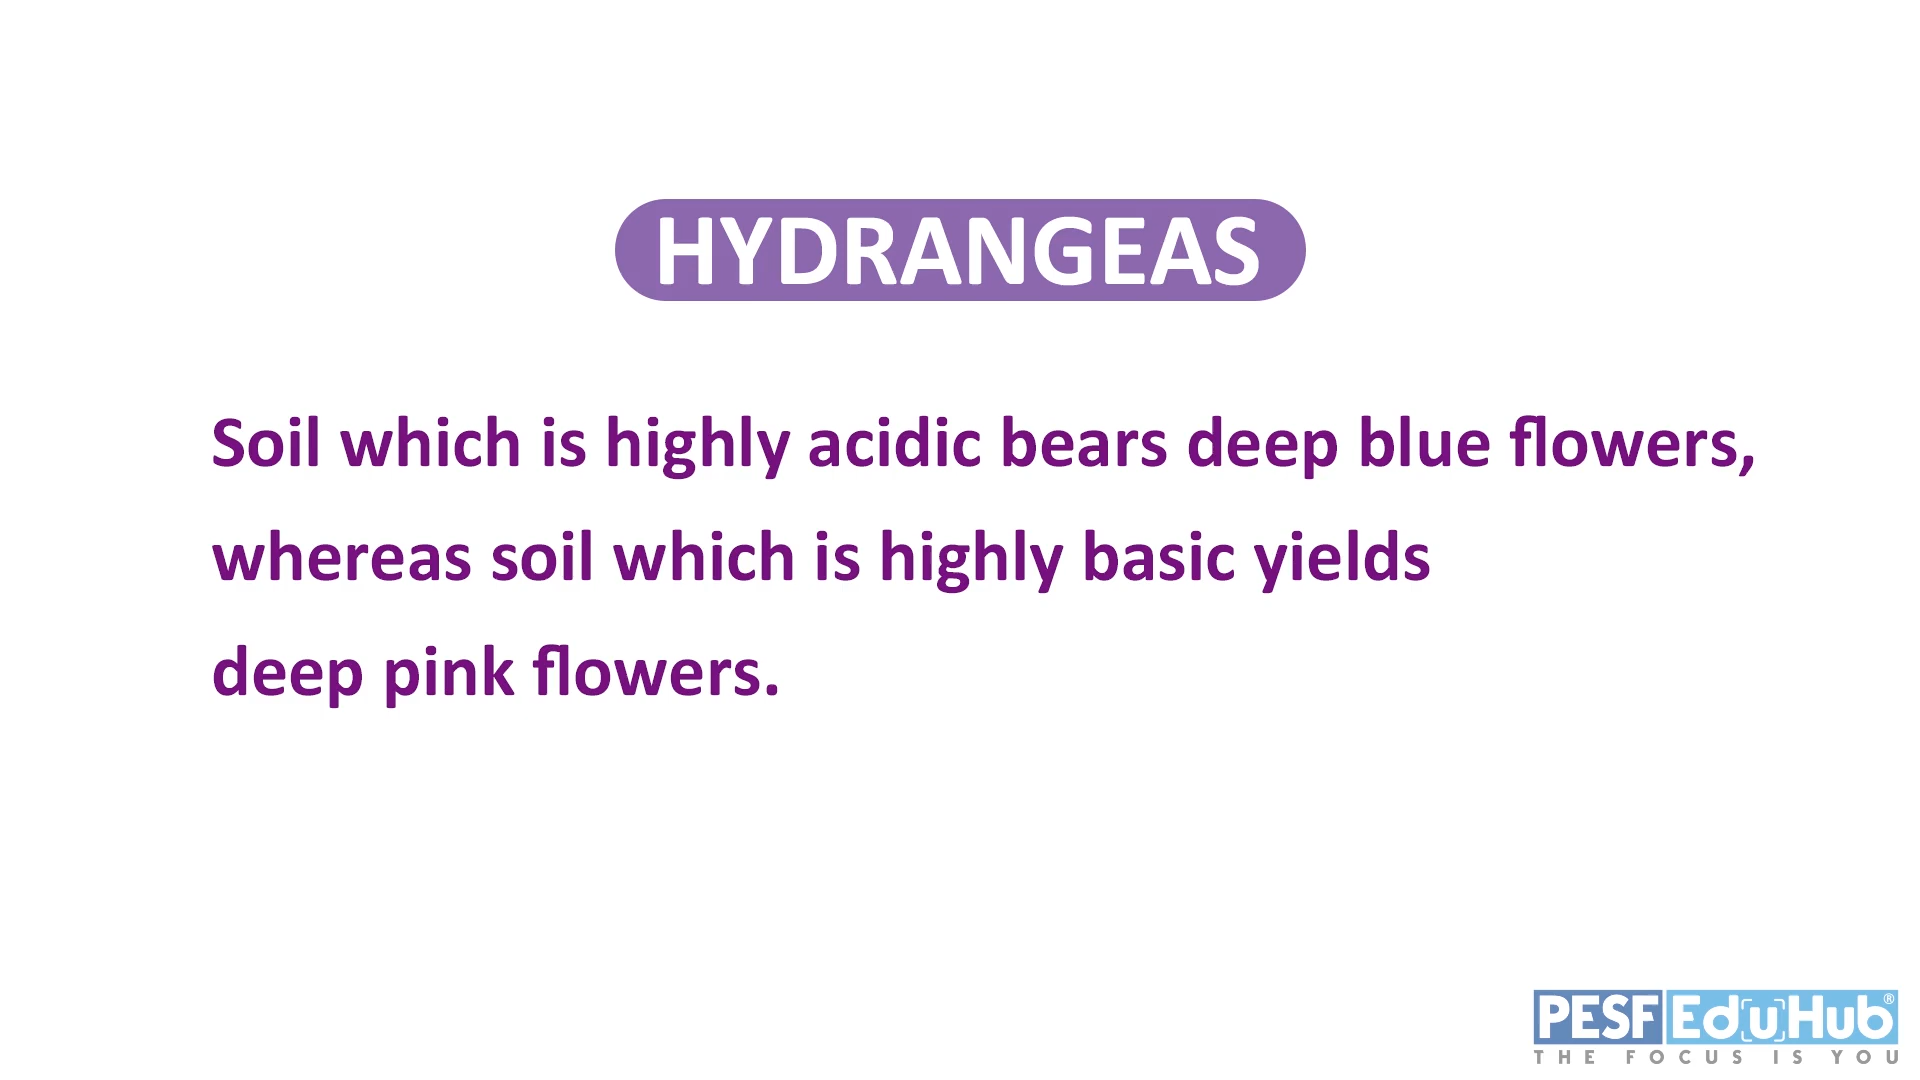 HYDRANGEAS
Soil which is highly acidic bears deep blue flowers,
whereas soil which is highly basic yields
deep pink flowers.
PESF EduHub®
THE FOCUS IS YOU